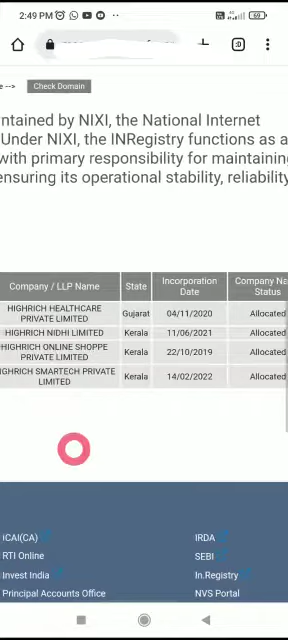 2:49 PM
69
:D
e --> Check Domain
ntained by NIXI, the National Internet
Under NIXI, the INRegistry functions as a
with primary responsibility for maintaining
ensuring its operational stability, reliability
Company / LLP Name State Incorporation Date Company Na Status
HIGHRICH HEALTHCARE PRIVATE LIMITED Gujarat 04/11/2020 Allocated
HIGHRICH NIDHI LIMITED Kerala 11/06/2021 Allocated
HIGHRICH ONLINE SHOPPE PRIVATE LIMITED Kerala 22/10/2019 Allocated
HIGHRICH SMARTECH PRIVATE LIMITED Kerala 14/02/2022 Allocated
iCAI(CA) IRDA
RTI Online SEBI
Invest India In.Registry
Principal Accounts Office NVS Portal